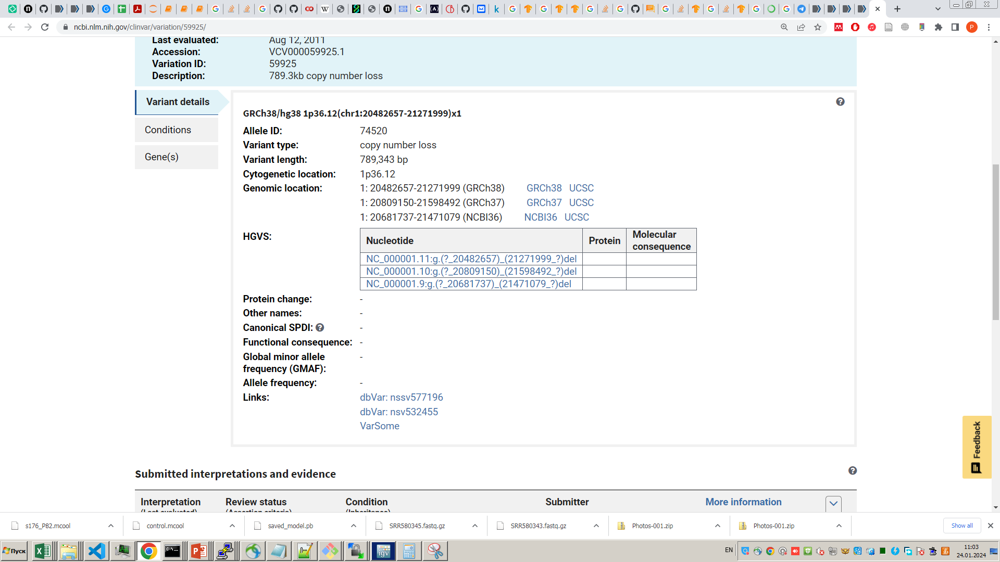 ncbi.nlm.nih.gov/clinvar/variation/59925/
Last evaluated: Aug 12, 2011
Accession: VCV000059925.1
Variation ID: 59925
Description: 789.3kb copy number loss
Variant details
Conditions
Gene(s)
GRCh38/hg38 1p36.12(chr1:20482657-21271999)x1
Allele ID: 74520
Variant type: copy number loss
Variant length: 789,343 bp
Cytogenetic location: 1p36.12
Genomic location: 1: 20482657-21271999 (GRCh38) GRCh38 UCSC
1: 20809150-21598492 (GRCh37) GRCh37 UCSC
1: 20681737-21471079 (NCBI36) NCBI36 UCSC
HGVS:
Nucleotide Protein Molecular consequence
NC_000001.11:g.(?_20482657)_(21271999_?)del
NC_000001.10:g.(?_20809150)_(21598492_?)del
NC_000001.9:g.(?_20681737)_(21471079_?)del
Protein change: -
Other names: -
Canonical SPDI: -
Functional consequence: -
Global minor allele frequency (GMAF): -
Allele frequency: -
Links: dbVar: nssv577196
dbVar: nsv532455
VarSome
Feedback
Submitted interpretations and evidence
Interpretation Review status Condition Submitter More information
(Last evaluated) (Assertion criteria) (Inheritance)
s176_P82.mcool control.mcool saved_model.pb SRR580345.fastq.gz SRR580343.fastq.gz Photos-001.zip Photos-001.zip Show all
Пуск
EN
11:03
24.01.2024